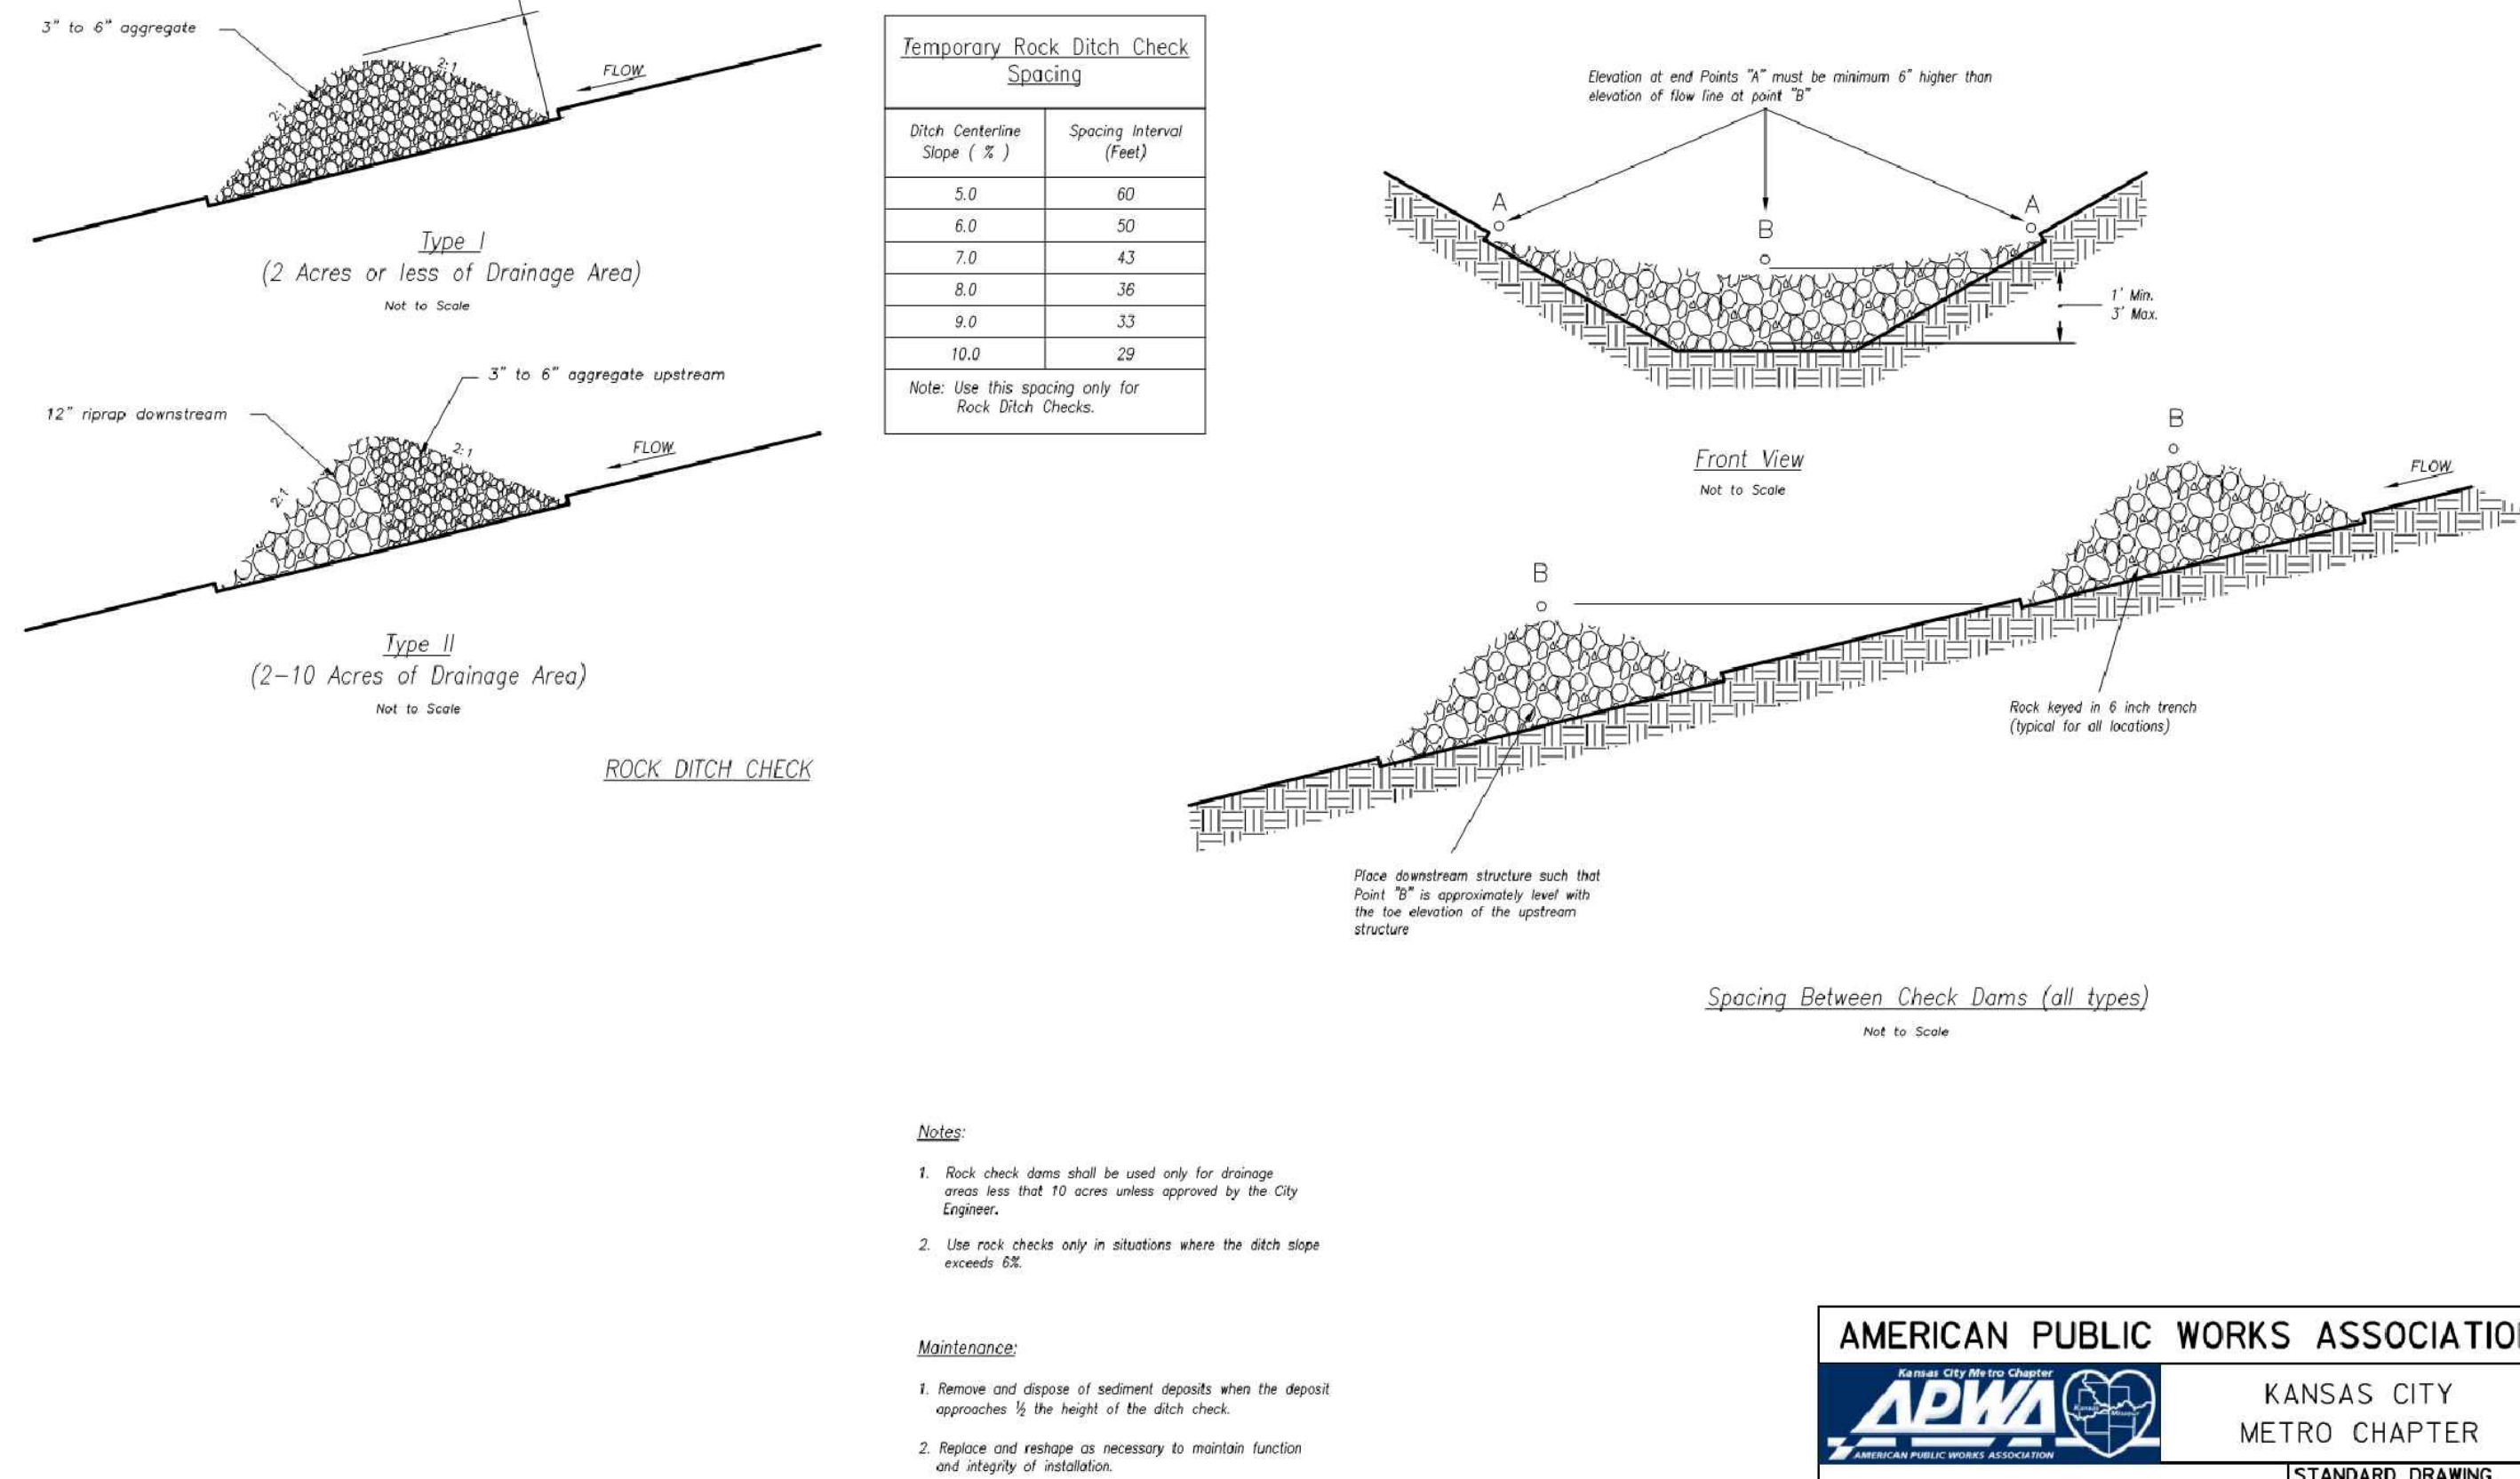 3" to 6" aggregate
2:1
2:1
FLOW
Type I
(2 Acres or less of Drainage Area)
Not to Scale
3" to 6" aggregate upstream
12" riprap downstream
2:1
2:1
FLOW
Type II
(2-10 Acres of Drainage Area)
Not to Scale
ROCK DITCH CHECK
Temporary Rock Ditch Check
Spacing
Ditch Centerline
Slope ( % )
Spacing Interval
(Feet)
5.0 60
6.0 50
7.0 43
8.0 36
9.0 33
10.0 29
Note: Use this spacing only for
Rock Ditch Checks.
Elevation at end Points "A" must be minimum 6" higher than
elevation of flow line at point "B"
A
B
A
1' Min.
3' Max.
Front View
Not to Scale
B
FLOW
B
Rock keyed in 6 inch trench
(typical for all locations)
Place downstream structure such that
Point "B" is approximately level with
the toe elevation of the upstream
structure
Spacing Between Check Dams (all types)
Not to Scale
Notes:
1. Rock check dams shall be used only for drainage
areas less that 10 acres unless approved by the City
Engineer.
2. Use rock checks only in situations where the ditch slope
exceeds 6%.
Maintenance:
1. Remove and dispose of sediment deposits when the deposit
approaches ½ the height of the ditch check.
2. Replace and reshape as necessary to maintain function
and integrity of installation.
AMERICAN PUBLIC WORKS ASSOCIATIO
Kansas City Metro Chapter
APWA
Kansas Missouri
AMERICAN PUBLIC WORKS ASSOCIATION
KANSAS CITY
METRO CHAPTER
STANDARD DRAWING